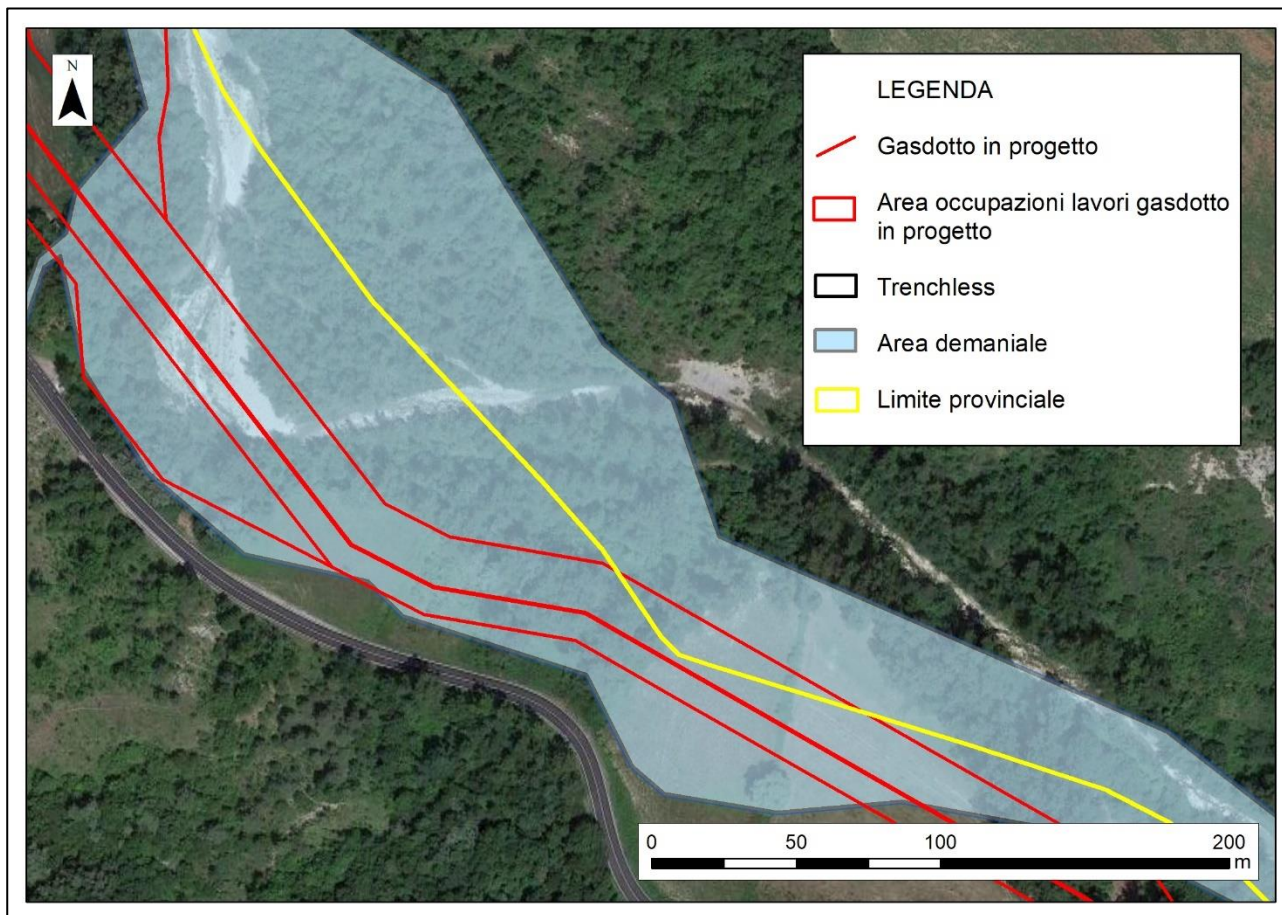 N
LEGENDA
Gasdotto in progetto
Area occupazioni lavori gasdotto
in progetto
Trenchless
Area demaniale
Limite provinciale
0 50 100 200
m